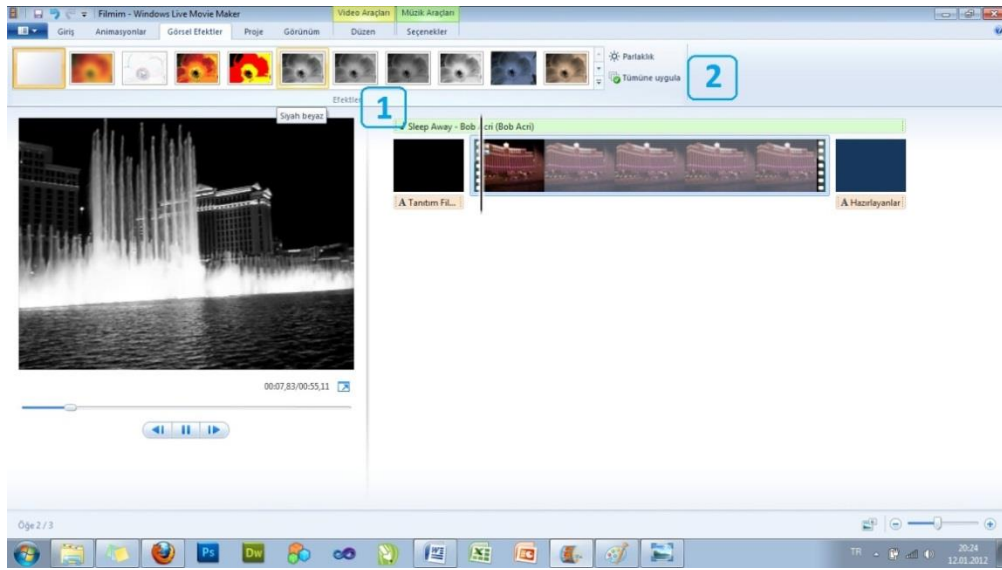 Filmim - Windows Live Movie Maker
Video Araçları
Müzik Araçları
Giriş
Animasyonlar
Görsel Efektler
Proje
Görünüm
Düzen
Seçenekler
Parlaklık
Tümüne uygula
2
Efektler
1
Siyah beyaz
Sleep Away - Bob Acri (Bob Acri)
A Tanıtım Fil...
A Hazırlayanlar
00:07,83/00:55,11
Öğe 2 / 3
Ps
Dw
TR
20:24
12.01.2012